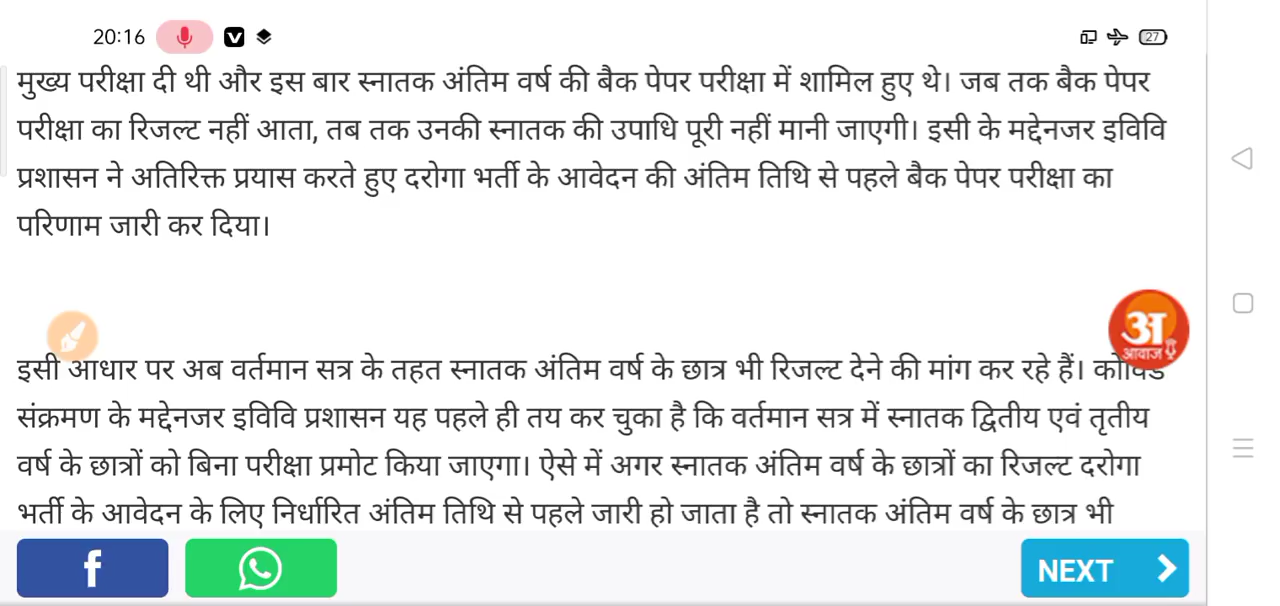 20:16
27
मुख्य परीक्षा दी थी और इस बार स्नातक अंतिम वर्ष की बैक पेपर परीक्षा में शामिल हुए थे। जब तक बैक पेपर
परीक्षा का रिजल्ट नहीं आता, तब तक उनकी स्नातक की उपाधि पूरी नहीं मानी जाएगी। इसी के मद्देनजर इविवि
प्रशासन ने अतिरिक्त प्रयास करते हुए दरोगा भर्ती के आवेदन की अंतिम तिथि से पहले बैक पेपर परीक्षा का
परिणाम जारी कर दिया।
अ
आवाज
इसी आधार पर अब वर्तमान सत्र के तहत स्नातक अंतिम वर्ष के छात्र भी रिजल्ट देने की मांग कर रहे हैं। कोविड
संक्रमण के मद्देनजर इविवि प्रशासन यह पहले ही तय कर चुका है कि वर्तमान सत्र में स्नातक द्वितीय एवं तृतीय
वर्ष के छात्रों को बिना परीक्षा प्रमोट किया जाएगा। ऐसे में अगर स्नातक अंतिम वर्ष के छात्रों का रिजल्ट दरोगा
भर्ती के आवेदन के लिए निर्धारित अंतिम तिथि से पहले जारी हो जाता है तो स्नातक अंतिम वर्ष के छात्र भी
NEXT